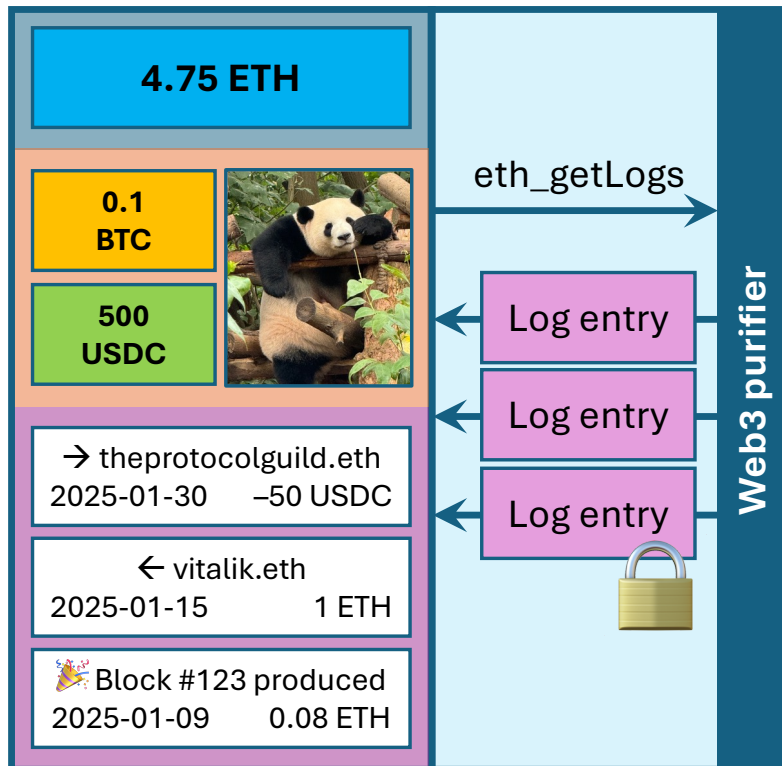 4.75 ETH
0.1
BTC
500
USDC
→ theprotocolguild.eth
2025-01-30 –50 USDC
← vitalik.eth
2025-01-15 1 ETH
🎉 Block #123 produced
2025-01-09 0.08 ETH
eth_getLogs
Log entry
Log entry
Log entry
Web3 purifier